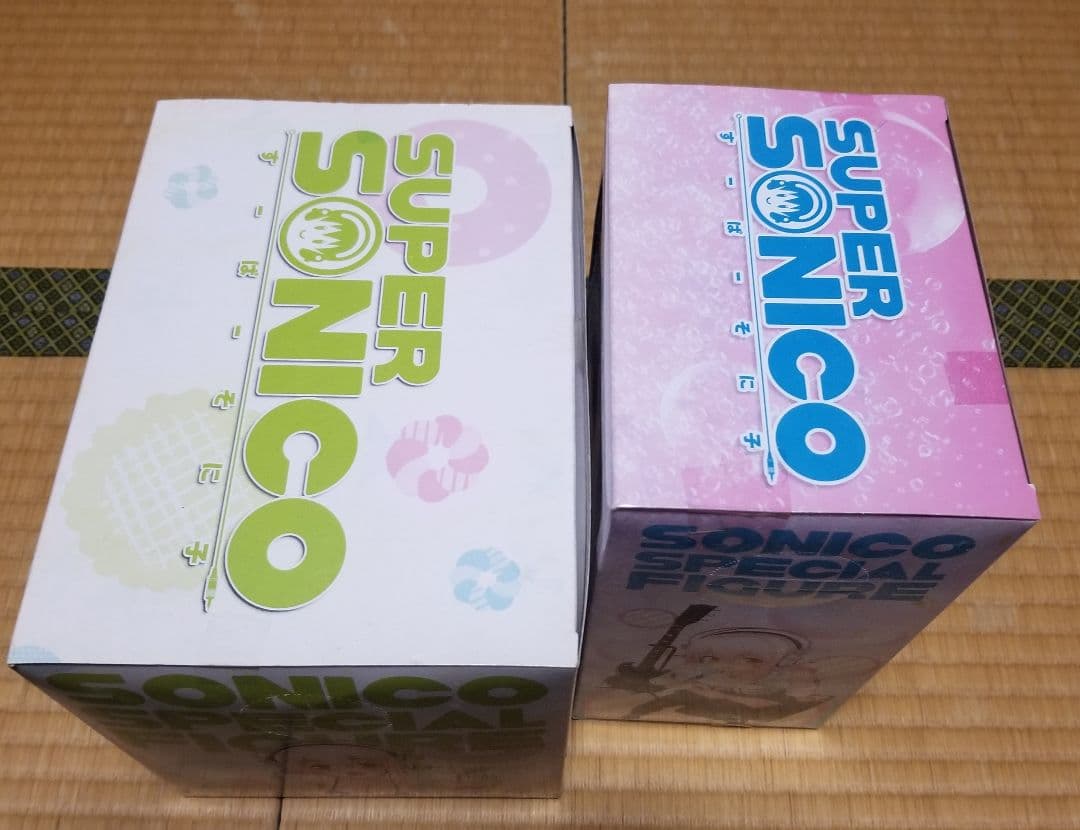 SUPER
SONICO
すーぱーそに子
SONICO
SPECIAL
FIGURE
SUPER
SONICO
すーぱーそに子
SONICO
SPECIAL
FIGURE